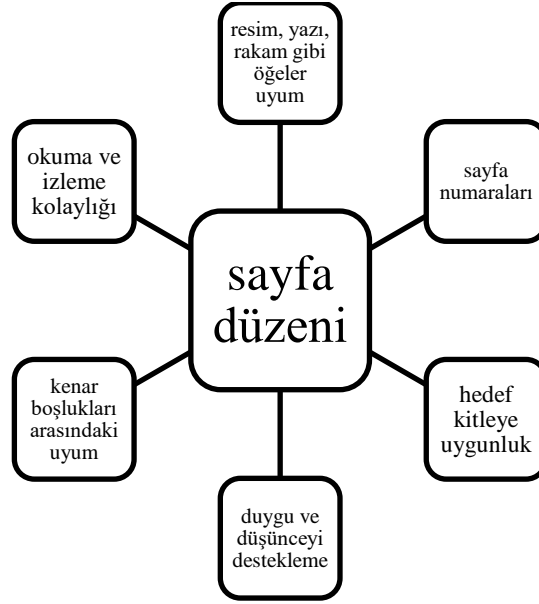 resim, yazı,
rakam gibi
öğeler
uyum
okuma ve
izleme
kolaylığı
sayfa
numaraları
sayfa
düzeni
kenar
boşlukları
arasındaki
uyum
hedef
kitleye
uygunluk
duygu ve
düşünceyi
destekleme